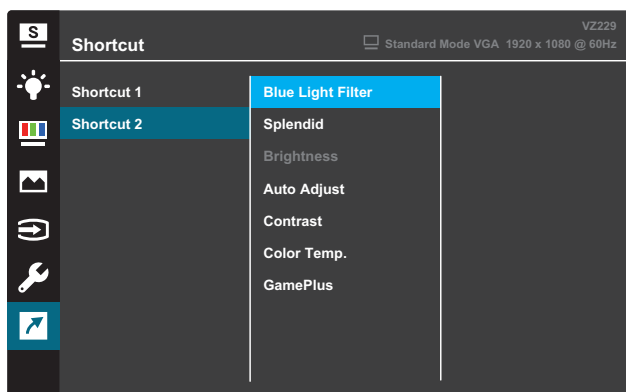 S
VZ229
Shortcut
Standard Mode VGA 1920 x 1080 @ 60Hz
Shortcut 1
Shortcut 2
Blue Light Filter
Splendid
Brightness
Auto Adjust
Contrast
Color Temp.
GamePlus